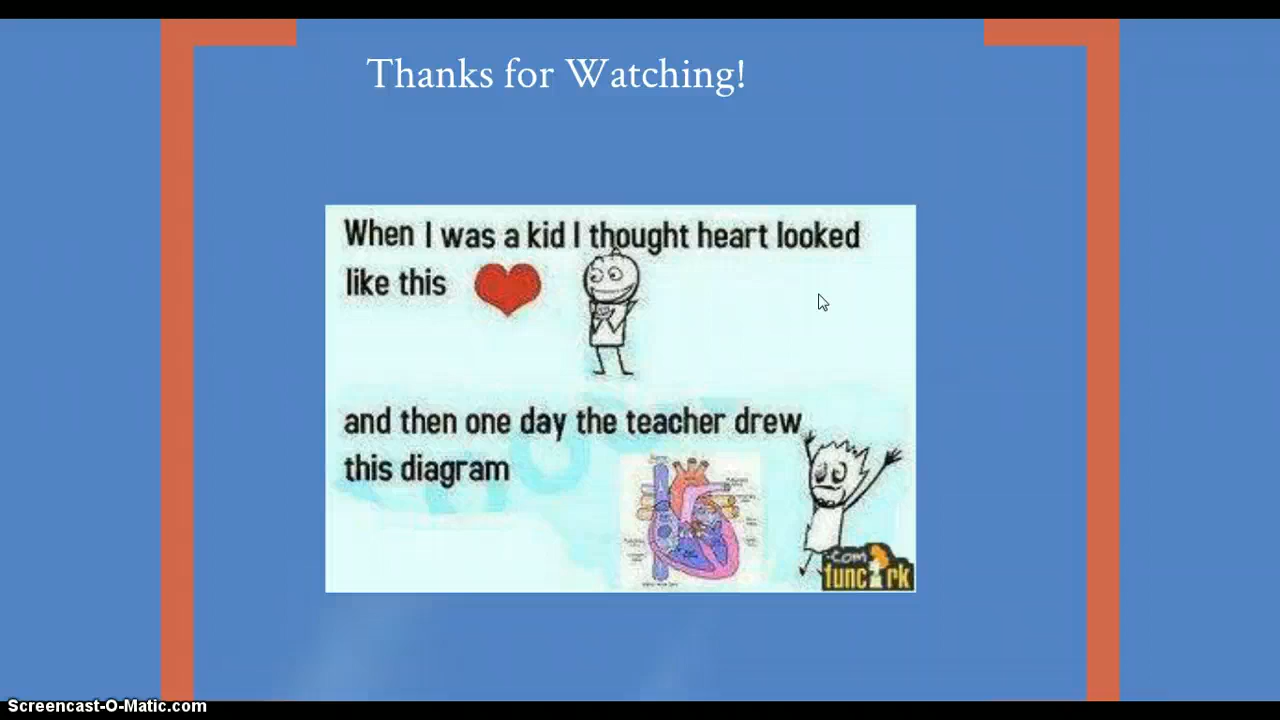 Thanks for Watching!
When I was a kid I thought heart looked
like this
and then one day the teacher drew
this diagram
.com
Screencast-O-Matic.com